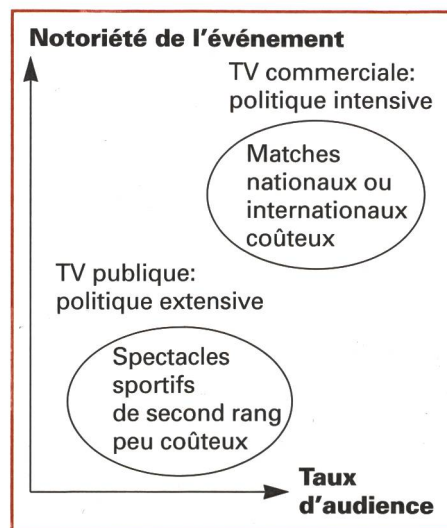 Notoriété de l'événement
TV commerciale:
politique intensive
Matches
nationaux ou
internationaux
coûteux
TV publique:
politique extensive
Spectacles
sportifs
de second rang
peu coûteux
Taux
d'audience